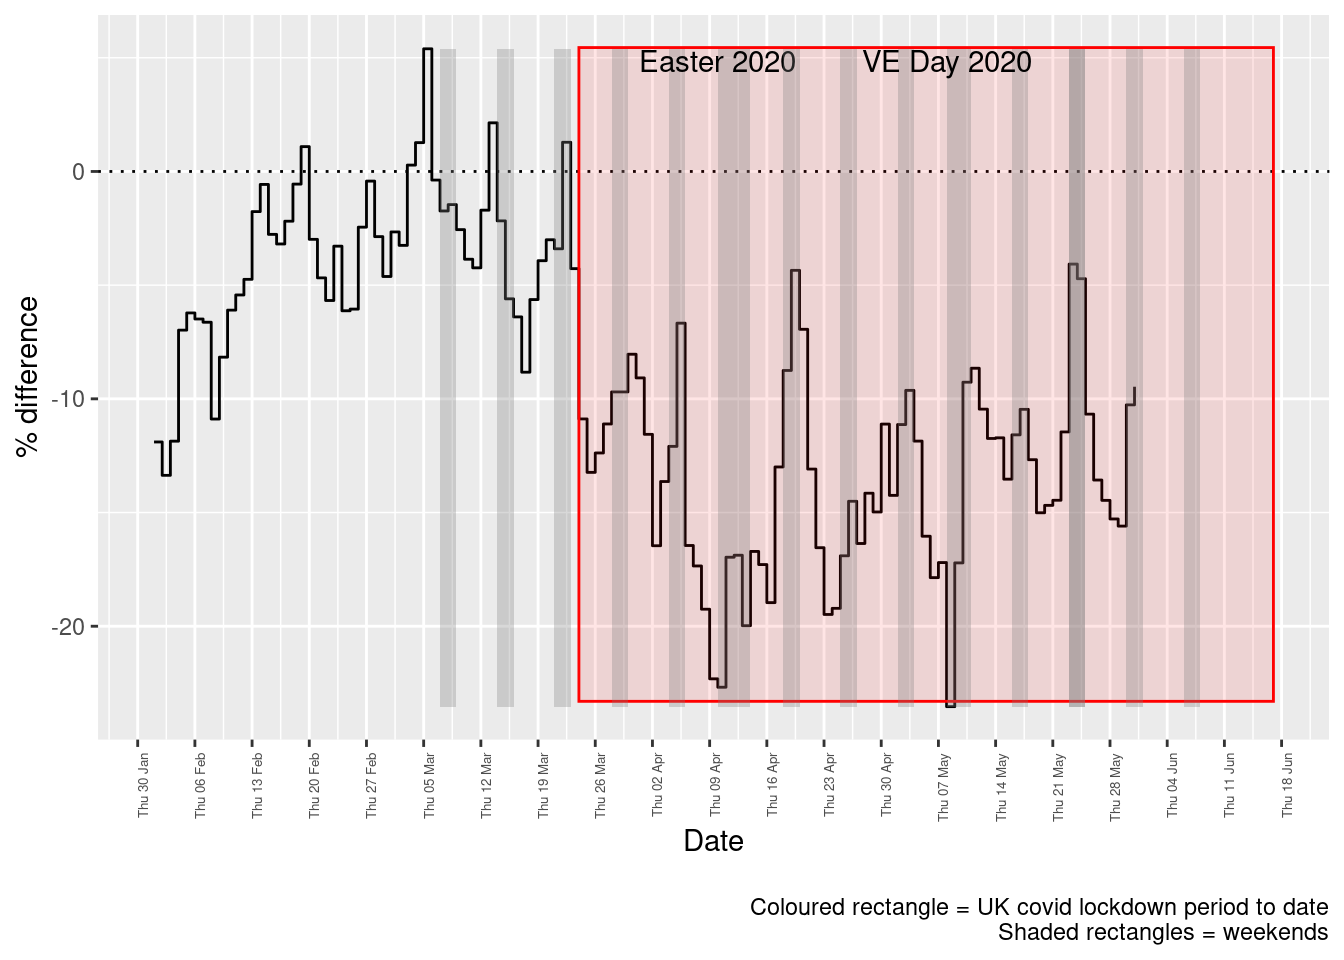 Easter 2020 VE Day 2020
0
-10
-20
% difference
Thu 30 Jan
Thu 06 Feb
Thu 13 Feb
Thu 20 Feb
Thu 27 Feb
Thu 05 Mar
Thu 12 Mar
Thu 19 Mar
Thu 26 Mar
Thu 02 Apr
Thu 09 Apr
Thu 16 Apr
Thu 23 Apr
Thu 30 Apr
Thu 07 May
Thu 14 May
Thu 21 May
Thu 28 May
Thu 04 Jun
Thu 11 Jun
Thu 18 Jun
Date
Coloured rectangle = UK covid lockdown period to date
Shaded rectangles = weekends